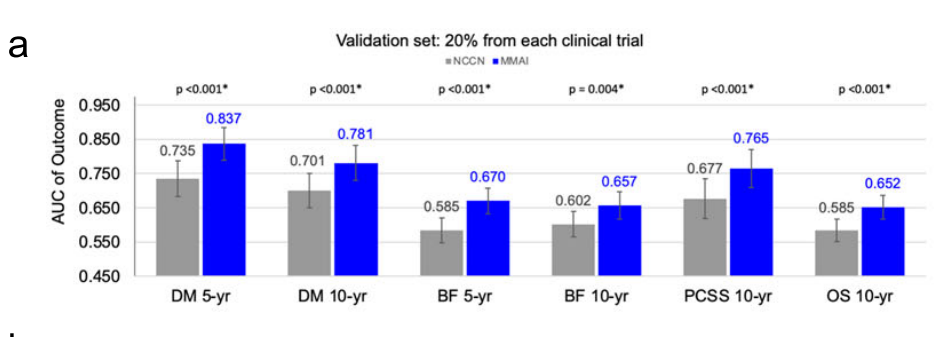 a
Validation set: 20% from each clinical trial
NCCN MMAI
p <0.001* p <0.001* p <0.001* p = 0.004* p <0.001* p <0.001*
AUC of Outcome
0.950
0.850
0.750
0.650
0.550
0.450
0.735 0.837 0.701 0.781 0.585 0.670 0.602 0.657 0.677 0.765 0.585 0.652
DM 5-yr DM 10-yr BF 5-yr BF 10-yr PCSS 10-yr OS 10-yr